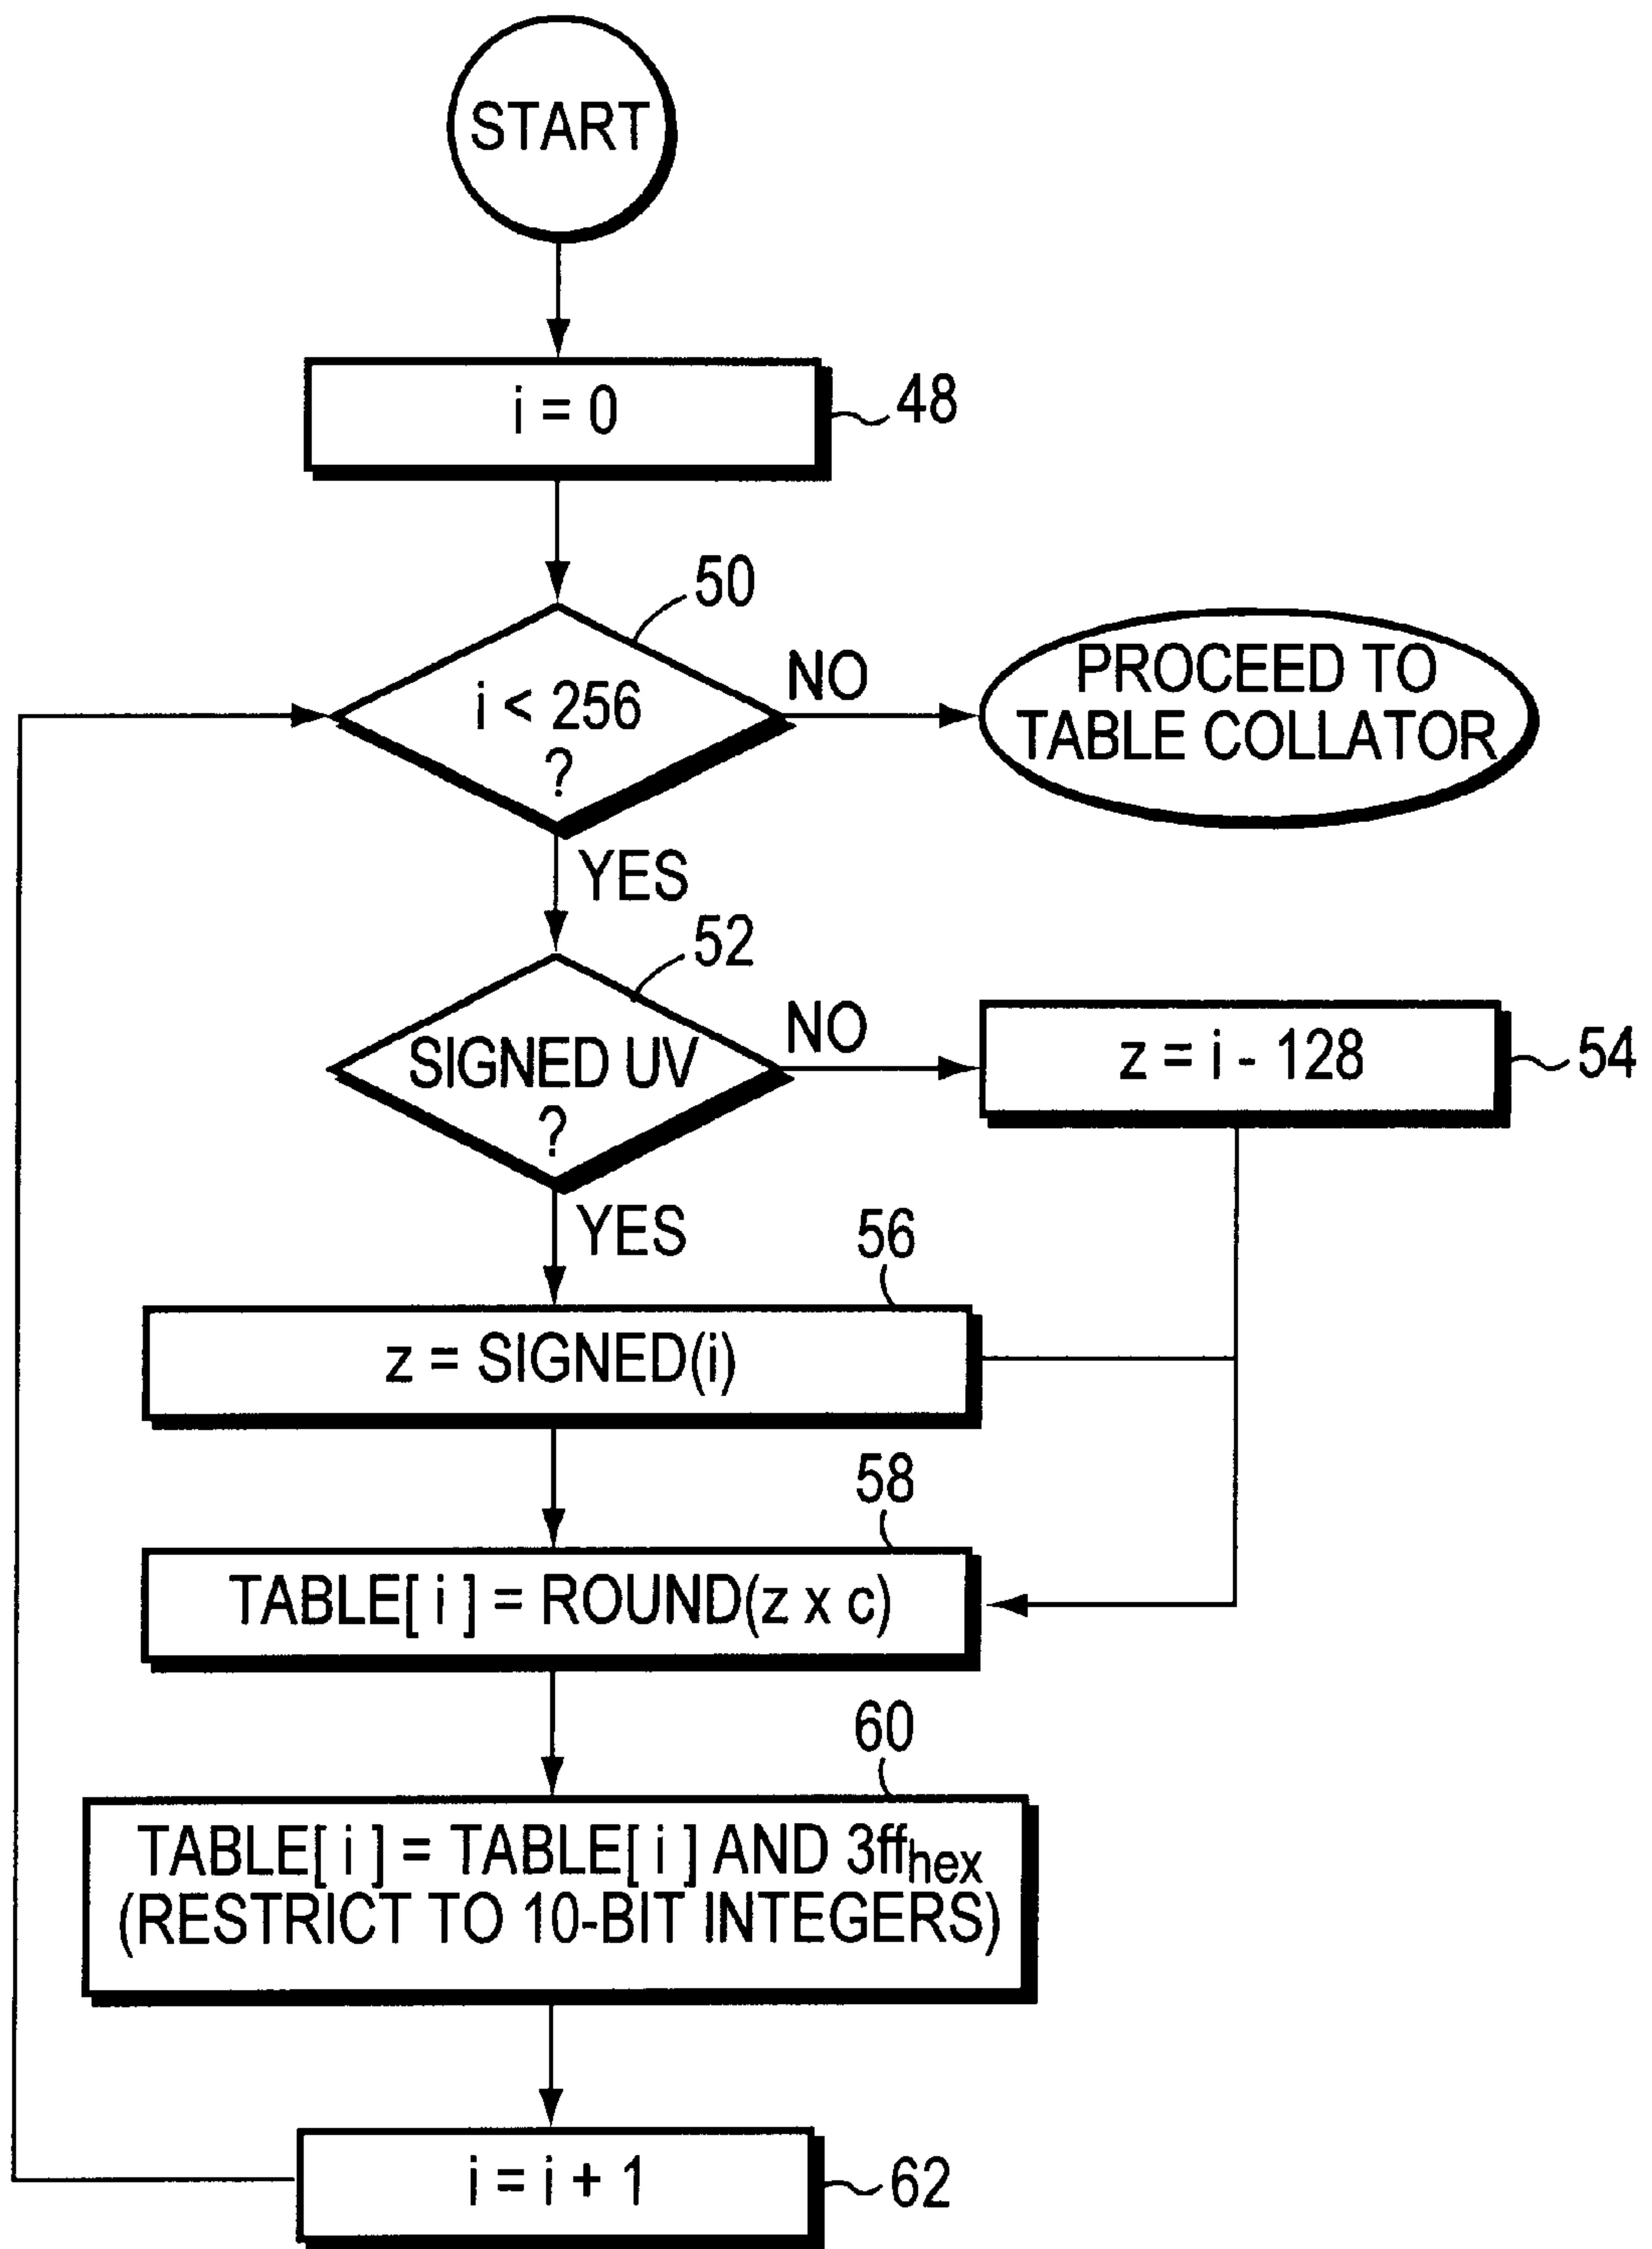 START
i = 0
48
50
i < 256
?
NO
PROCEED TO
TABLE COLLATOR
YES
52
SIGNED UV
?
NO
z = i - 128
54
YES
56
z = SIGNED(i)
58
TABLE[ i ] = ROUND(z x c)
60
TABLE[ i ] = TABLE[ i ] AND 3ffhex
(RESTRICT TO 10-BIT INTEGERS)
i = i + 1
62